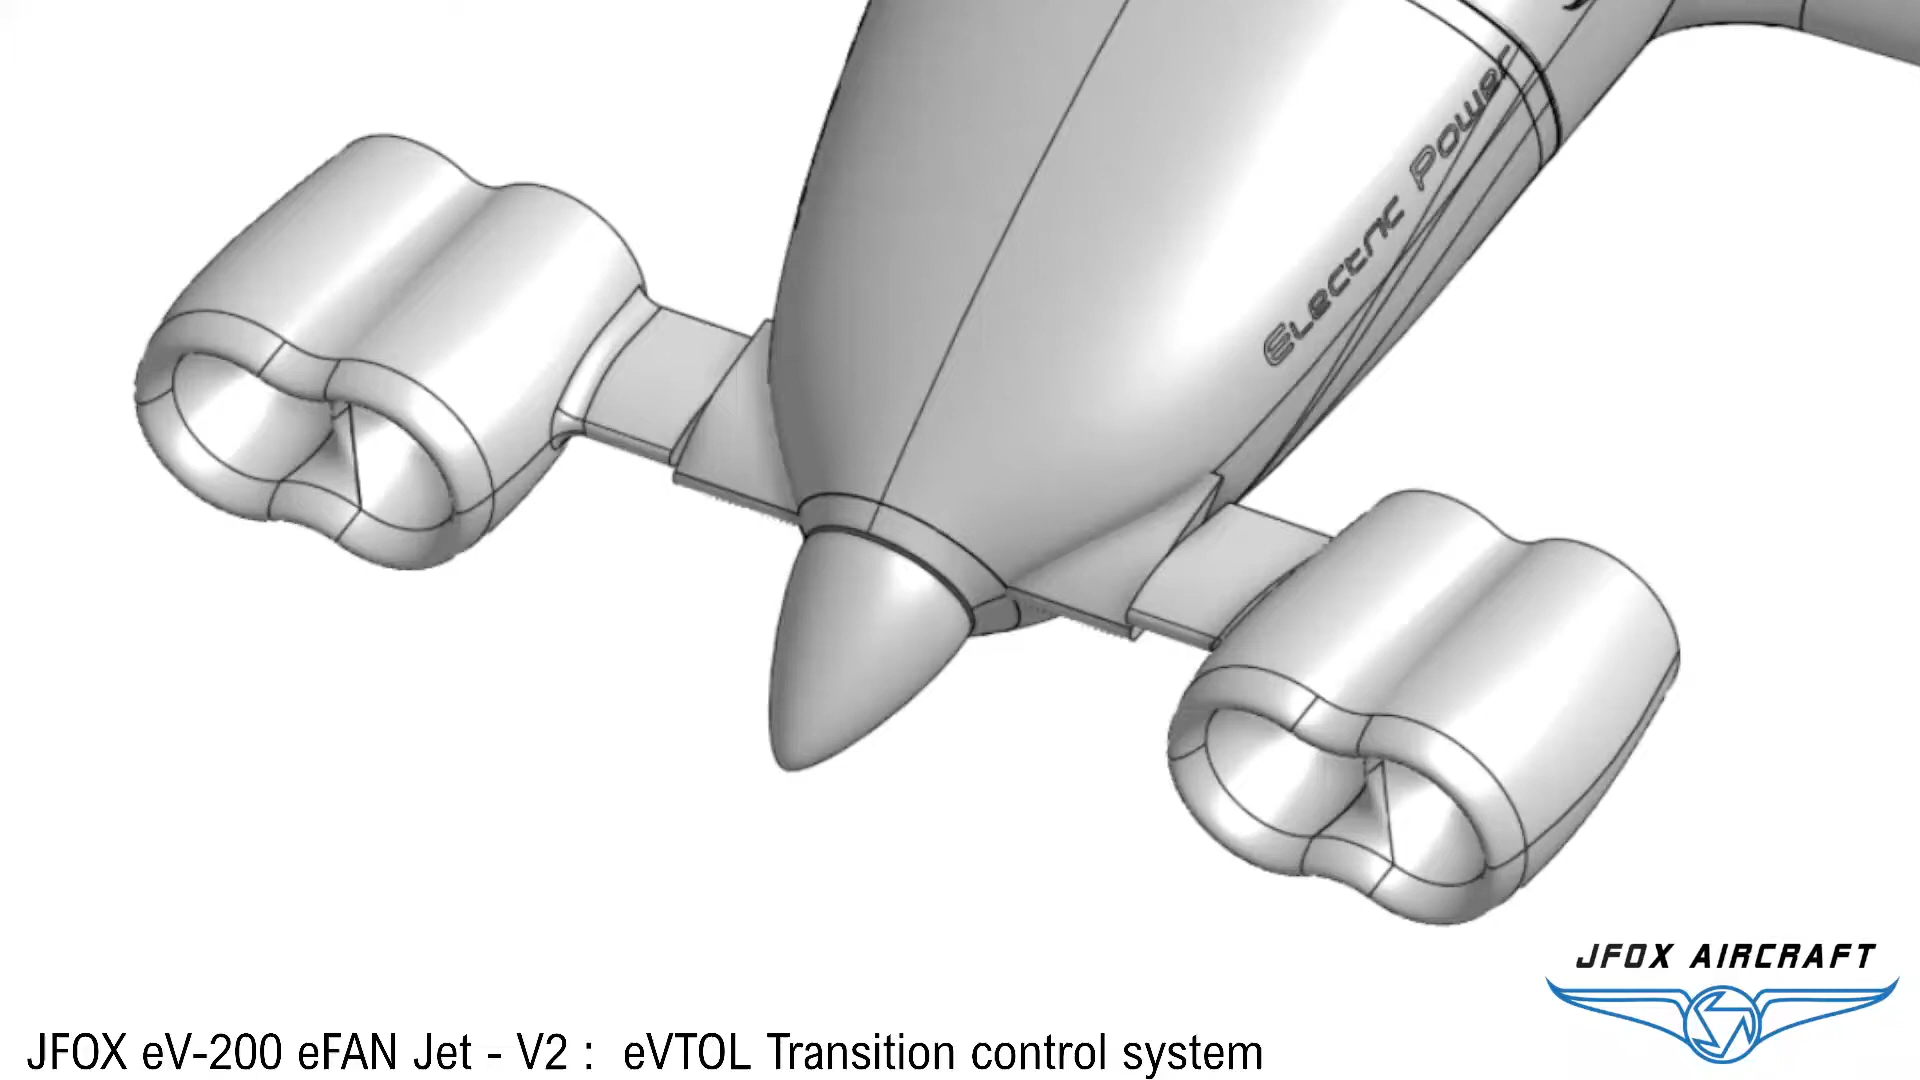 Electric Power
JFOX AIRCRAFT
JFOX eV-200 eFAN Jet - V2 : eVTOL Transition control system